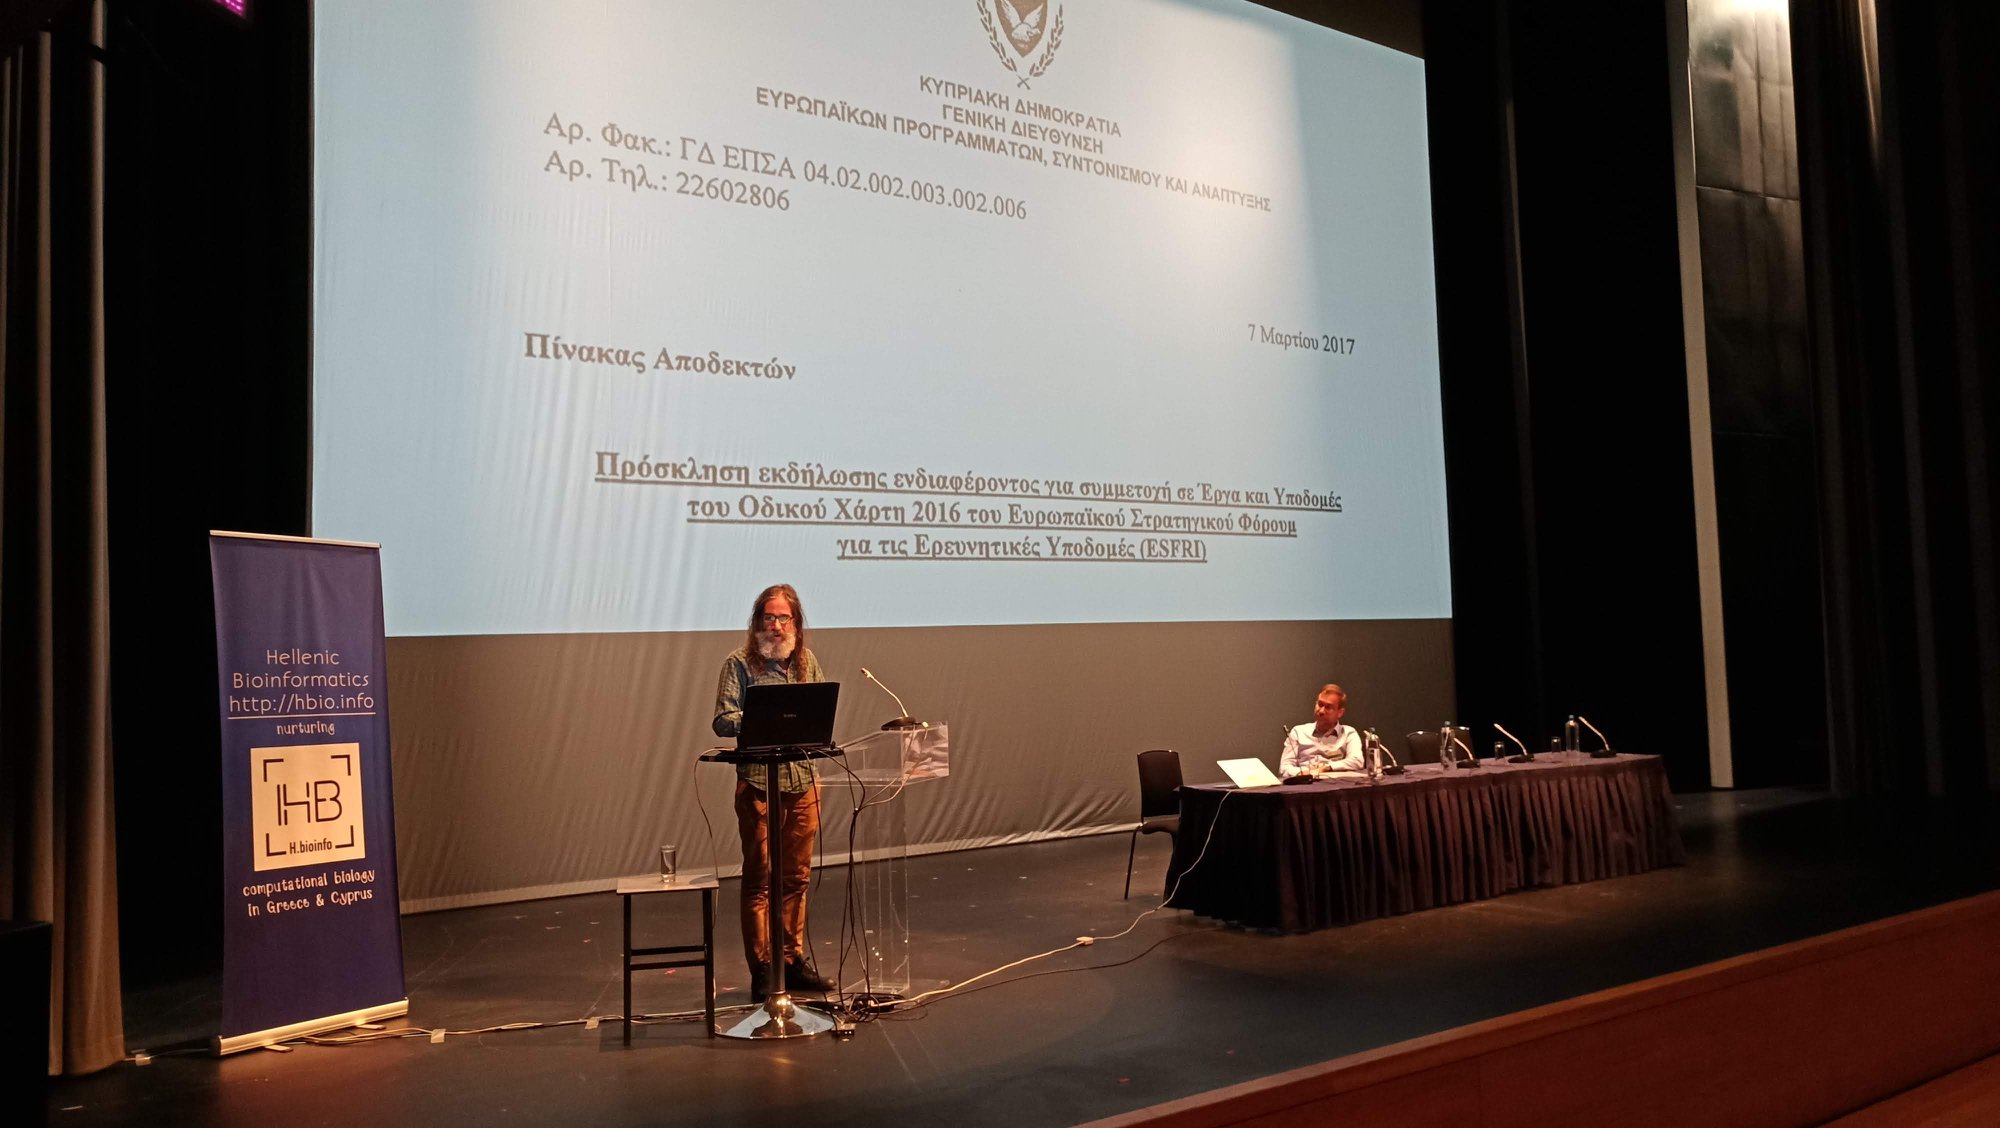 ΚΥΠΡΙΑΚΗ ΔΗΜΟΚΡΑΤΙΑ
ΓΕΝΙΚΗ ΔΙΕΥΘΥΝΣΗ
ΕΥΡΩΠΑΪΚΩΝ ΠΡΟΓΡΑΜΜΑΤΩΝ, ΣΥΝΤΟΝΙΣΜΟΥ ΚΑΙ ΑΝΑΠΤΥΞΗΣ
Αρ. Φακ.: ΓΔ ΕΠΣΑ 04.02.002.003.002.006
Αρ. Τηλ.: 22602806
7 Μαρτίου 2017
Πίνακας Αποδεκτών
Πρόσκληση εκδήλωσης ενδιαφέροντος για συμμετοχή σε Έργα και Υποδομές
του Οδικού Χάρτη 2016 του Ευρωπαϊκού Στρατηγικού Φόρουμ
για τις Ερευνητικές Υποδομές (ESFRI)
Hellenic
Bioinformatics
http://hbio.info
nurturing
HB
H.bioinfo
computational biology
in Greece & Cyprus